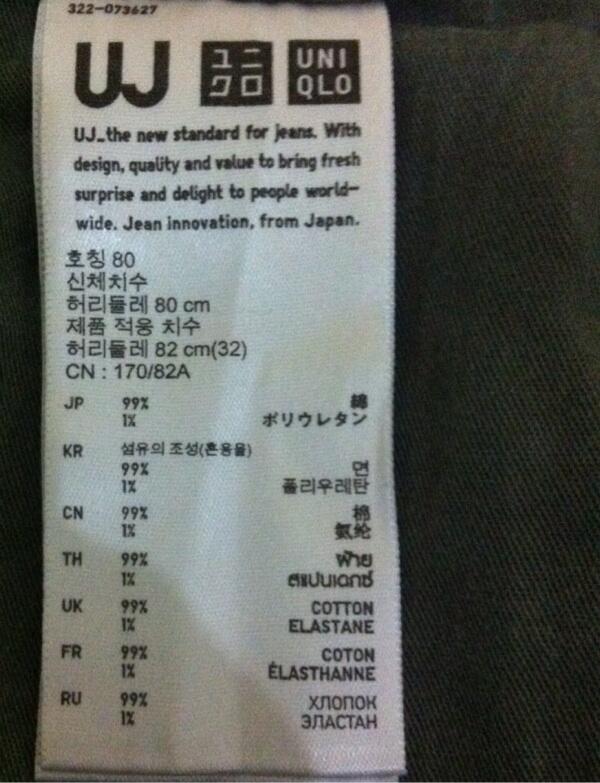 322-073627
UJ ユニ UNI
クロ QLO
UJ_the new standard for jeans. With
design, quality and value to bring fresh
surprise and delight to people world-
wide. Jean innovation, from Japan.
호칭 80
신체치수
허리둘레 80 cm
제품 적용 치수
허리둘레 82 cm(32)
CN : 170/82A
JP 99% 綿
1% ポリウレタン
KR 섬유의 조성(혼용율)
99% 면
1% 폴리우레탄
CN 99% 棉
1% 氨纶
TH 99% ฝ้าย
1% สแปนเดกซ์
UK 99% COTTON
1% ELASTANE
FR 99% COTON
1% ÉLASTHANNE
RU 99% ХЛОПОК
1% ЭЛАСТАН